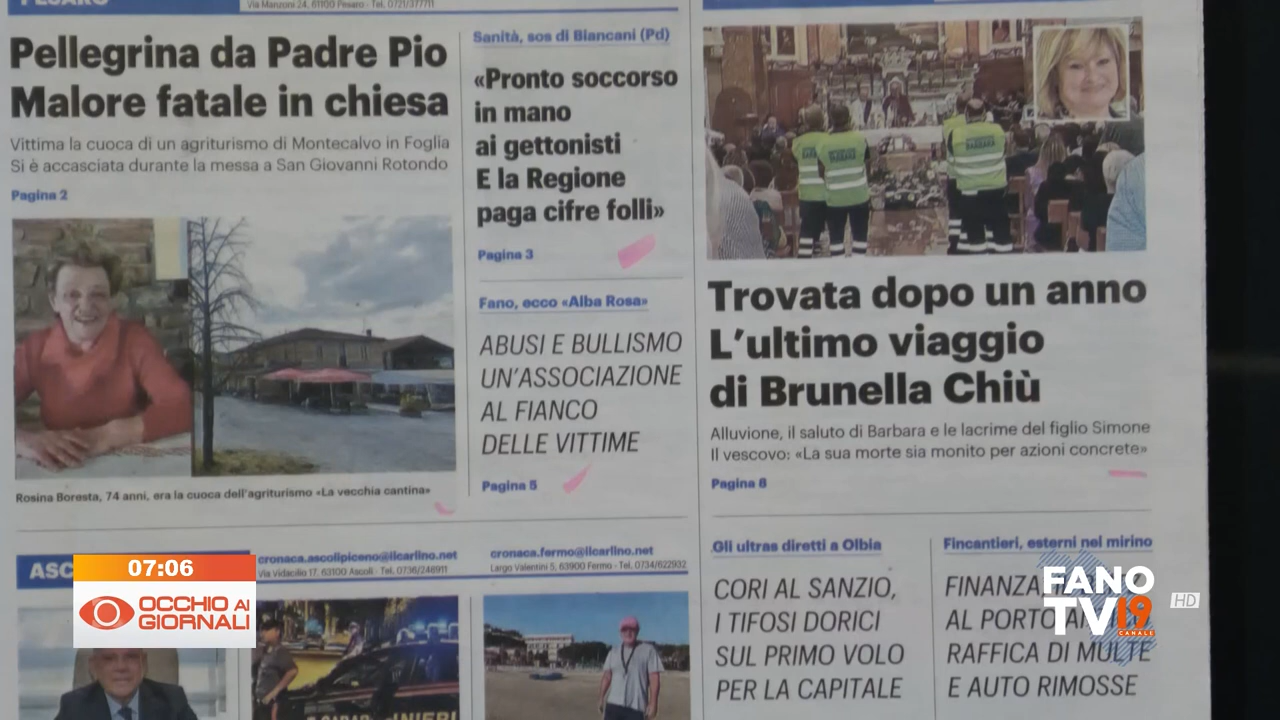 Via Manzoni 24, 61100 Pesaro - Tel. 0721/377711
Pellegrina da Padre Pio
Malore fatale in chiesa
Vittima la cuoca di un agriturismo di Montecalvo in Foglia
Si è accasciata durante la messa a San Giovanni Rotondo
Pagina 2
Rosina Boresta, 74 anni, era la cuoca dell'agriturismo «La vecchia cantina»
Sanità, sos di Biancani (Pd)
«Pronto soccorso
in mano
ai gettonisti
E la Regione
paga cifre folli»
Pagina 3
Fano, ecco «Alba Rosa»
ABUSI E BULLISMO
UN'ASSOCIAZIONE
AL FIANCO
DELLE VITTIME
Pagina 5
Trovata dopo un anno
L'ultimo viaggio
di Brunella Chiù
Alluvione, il saluto di Barbara e le lacrime del figlio Simone
Il vescovo: «La sua morte sia monito per azioni concrete»
Pagina 8
ASC
cronaca.ascolipiceno@ilcarlino.net
Via Vidacilio 17, 63100 Ascoli - Tel. 0736/246911
cronaca.fermo@ilcarlino.net
Largo Valentini 5, 63900 Fermo - Tel. 0734/622932
Gli ultras diretti a Olbia
CORI AL SANZIO,
I TIFOSI DORICI
SUL PRIMO VOLO
PER LA CAPITALE
Fincantieri, esterni nel mirino
FINANZA
AL PORTO
RAFFICA DI MULTE
E AUTO RIMOSSE
07:06
OCCHIO AI
GIORNALI
FANO
TV 19
CANALE
HD